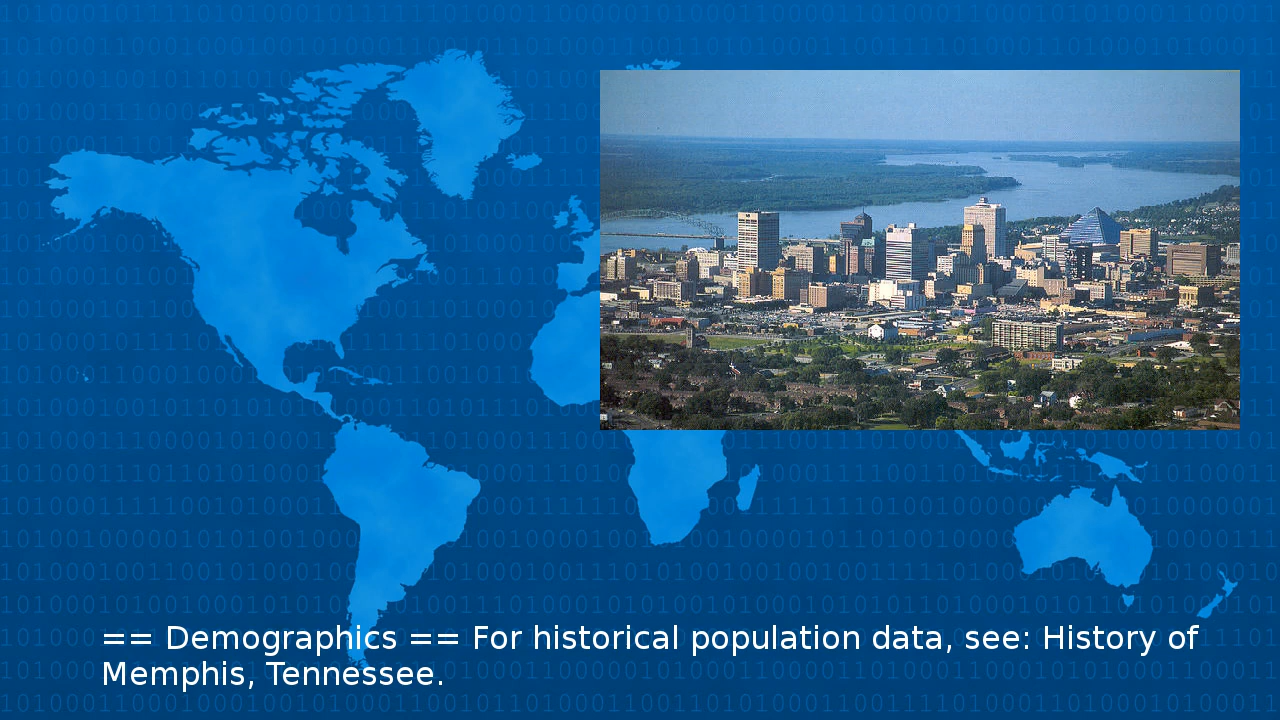 == Demographics == For historical population data, see: History of
Memphis, Tennessee.